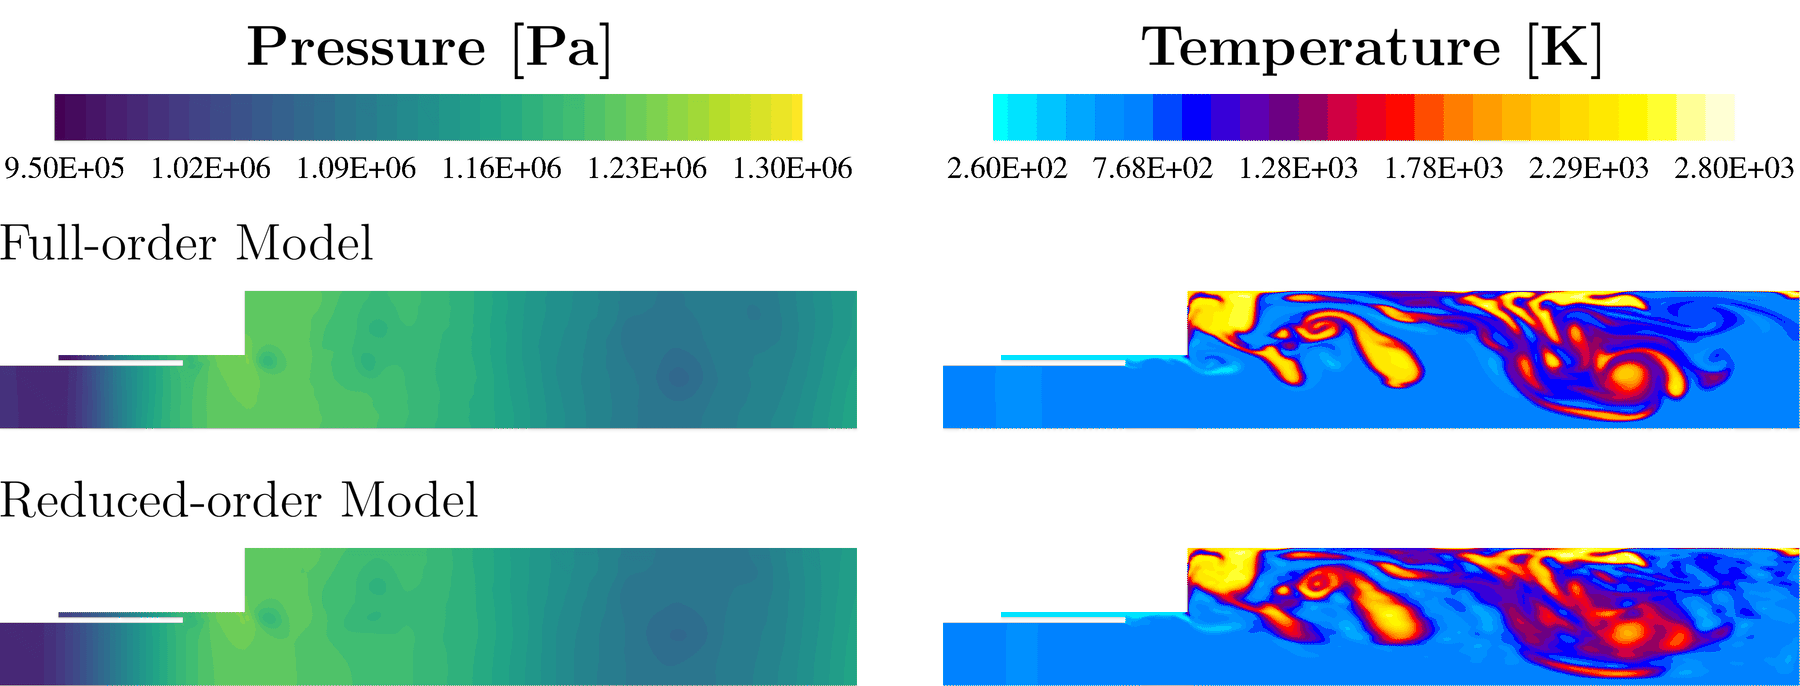 Pressure [Pa]
9.50E+05 1.02E+06 1.09E+06 1.16E+06 1.23E+06 1.30E+06
Temperature [K]
2.60E+02 7.68E+02 1.28E+03 1.78E+03 2.29E+03 2.80E+03
Full-order Model
Reduced-order Model